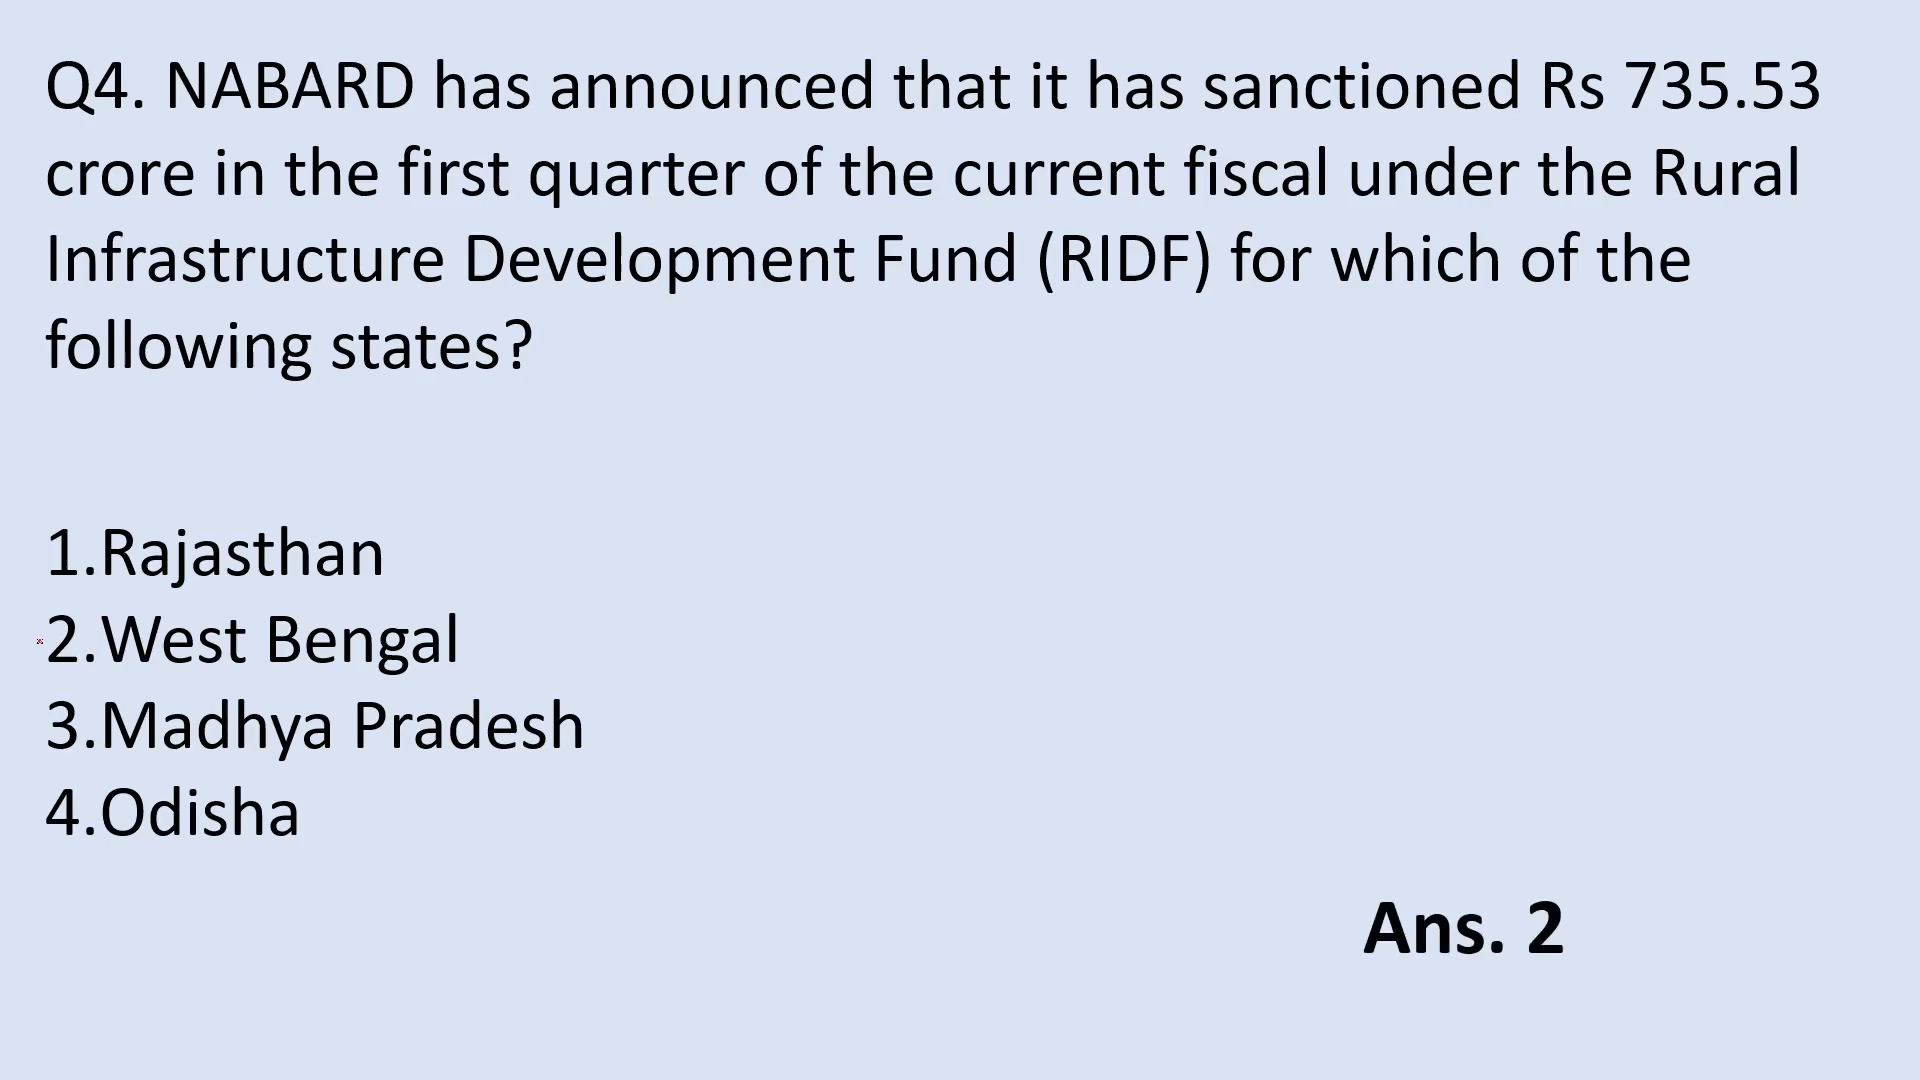 Q4. NABARD has announced that it has sanctioned Rs 735.53
crore in the first quarter of the current fiscal under the Rural
Infrastructure Development Fund (RIDF) for which of the
following states?
1.Rajasthan
2.West Bengal
3.Madhya Pradesh
4.Odisha
Ans. 2